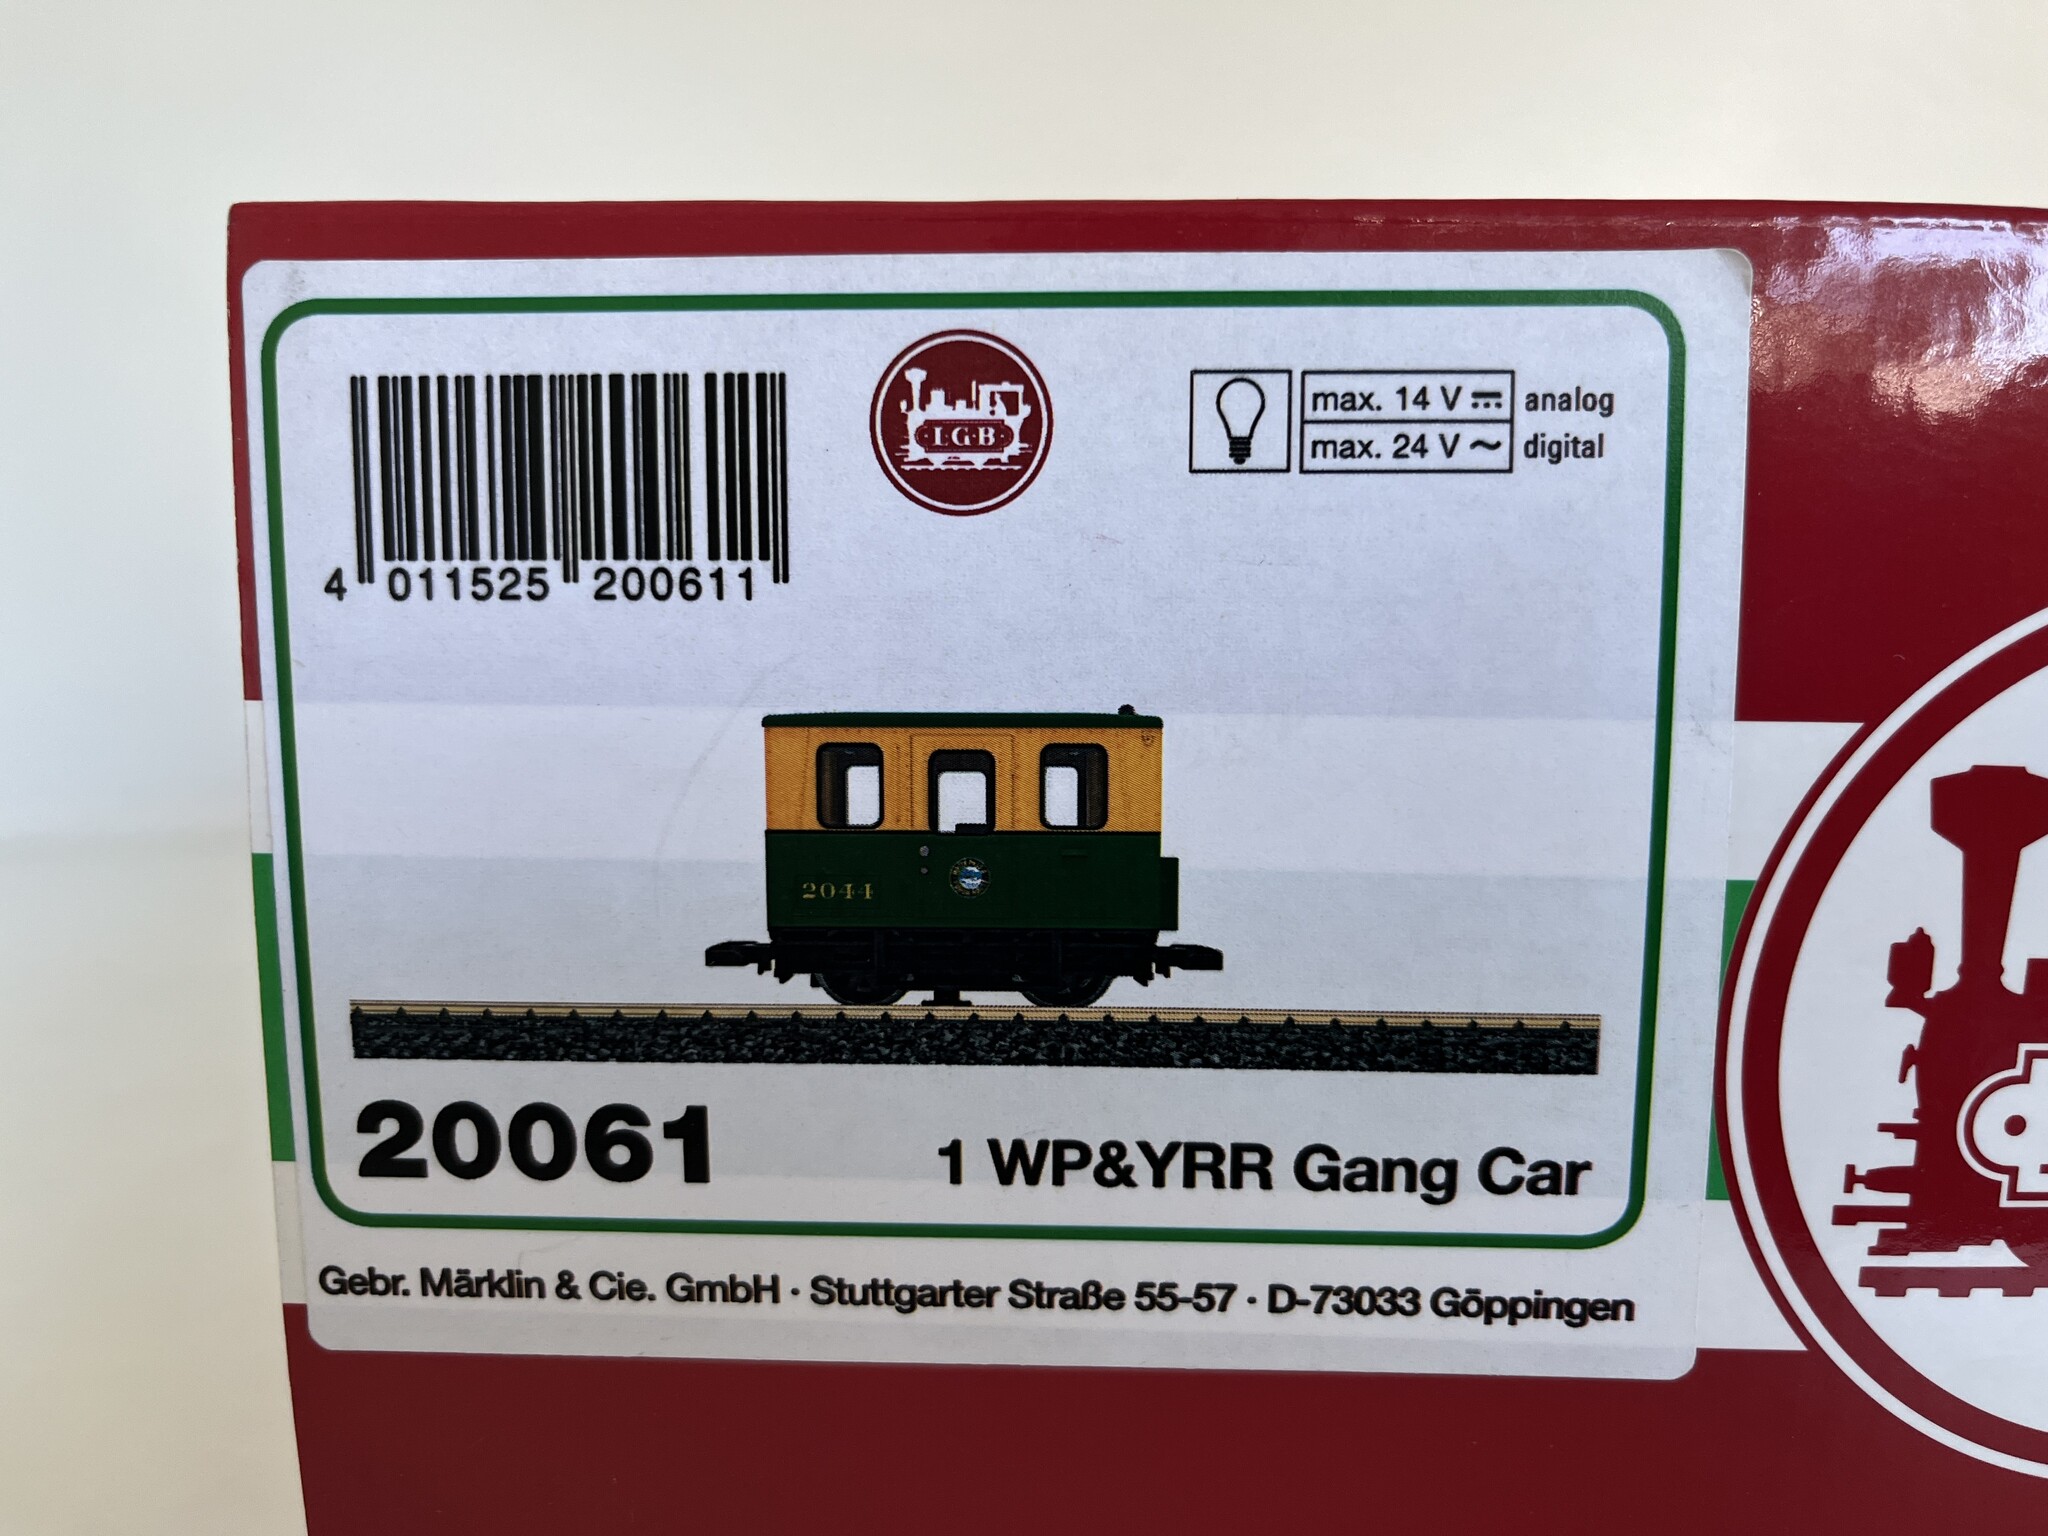 4 011525 200611
LGB
max. 14 V analog
max. 24 V ~ digital
2044
20061
1 WP&YRR Gang Car
Gebr. Märklin & Cie. GmbH · Stuttgarter Straße 55-57 · D-73033 Göppingen